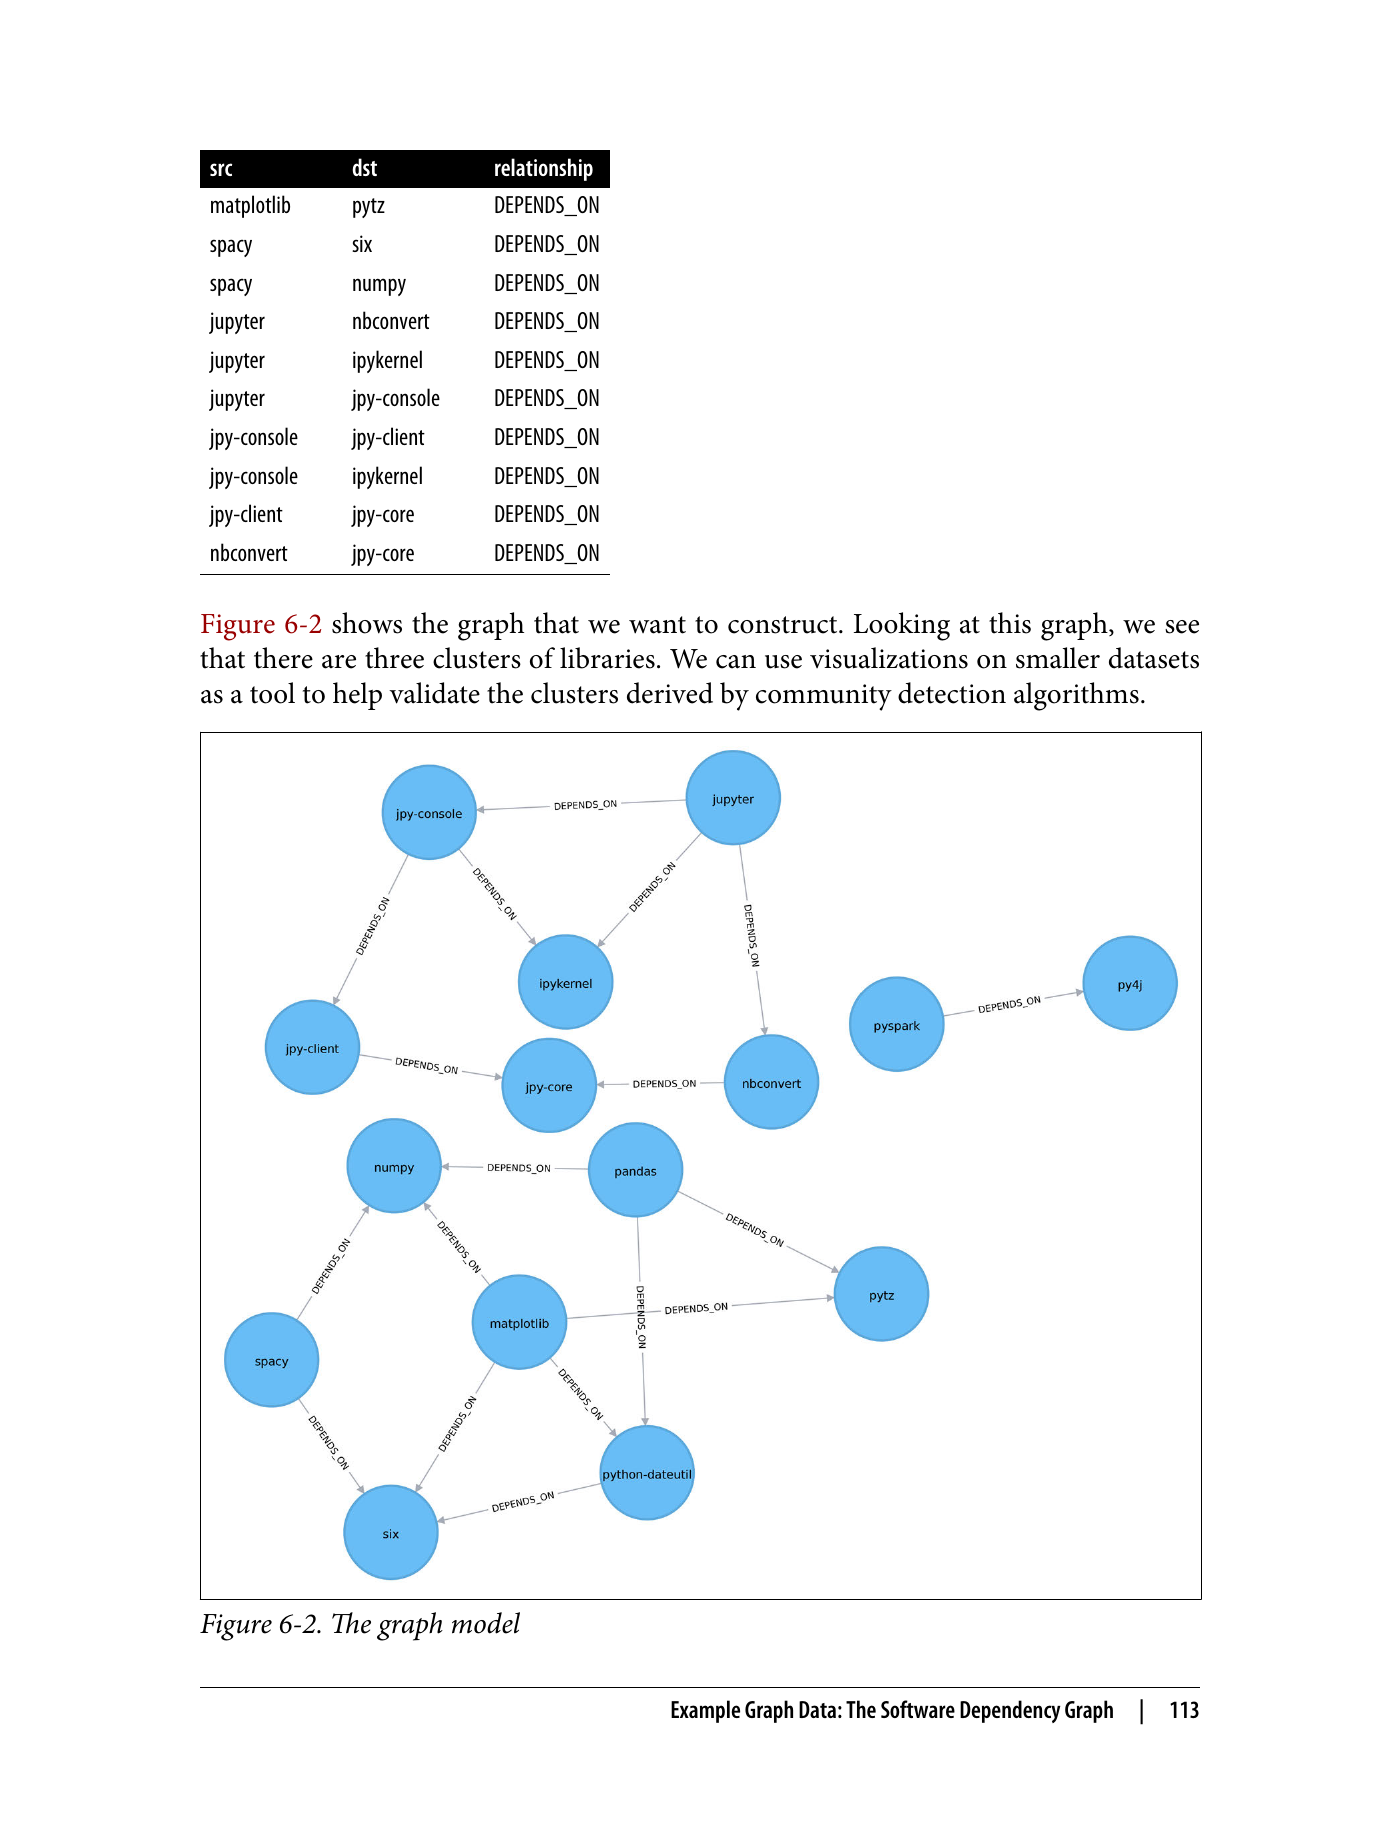 src dst relationship
matplotlib pytz DEPENDS_ON
spacy six DEPENDS_ON
spacy numpy DEPENDS_ON
jupyter nbconvert DEPENDS_ON
jupyter ipykernel DEPENDS_ON
jupyter jpy-console DEPENDS_ON
jpy-console jpy-client DEPENDS_ON
jpy-console ipykernel DEPENDS_ON
jpy-client jpy-core DEPENDS_ON
nbconvert jpy-core DEPENDS_ON
Figure 6-2 shows the graph that we want to construct. Looking at this graph, we see
that there are three clusters of libraries. We can use visualizations on smaller datasets
as a tool to help validate the clusters derived by community detection algorithms.
jupyter
DEPENDS_ON
jpy-console
DEPENDS_ON
DEPENDS_ON
DEPENDS_ON
DEPENDS_ON
ipykernel
py4j
DEPENDS_ON
pyspark
jpy-client
DEPENDS_ON
jpy-core
DEPENDS_ON
nbconvert
numpy
DEPENDS_ON
pandas
DEPENDS_ON
DEPENDS_ON
DEPENDS_ON
pytz
DEPENDS_ON
DEPENDS_ON
matplotlib
spacy
DEPENDS_ON
DEPENDS_ON
DEPENDS_ON
python-dateutil
DEPENDS_ON
six
Figure 6-2. The graph model
Example Graph Data: The Software Dependency Graph | 113